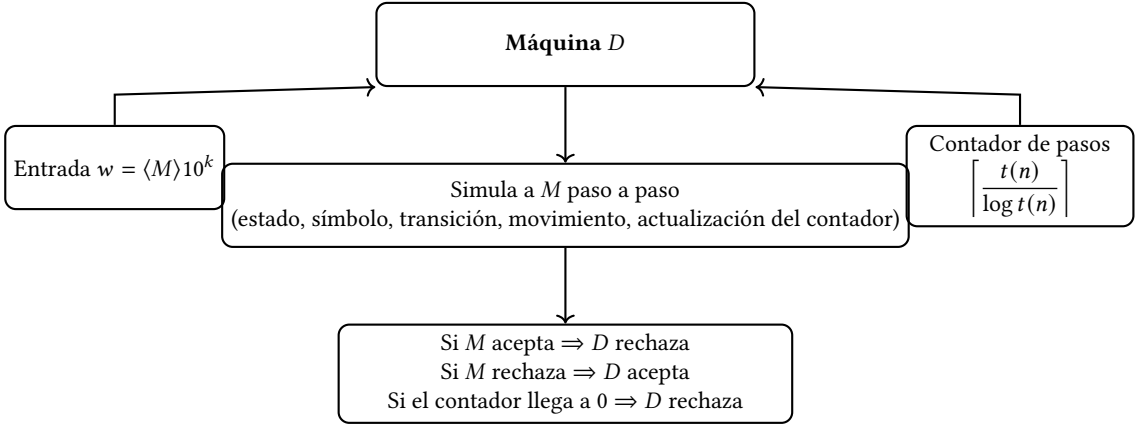 Máquina D
Entrada w = ⟨M⟩10^k
Contador de pasos
⌈ t(n) / log t(n) ⌉
Simula a M paso a paso
(estado, símbolo, transición, movimiento, actualización del contador)
Si M acepta ⇒ D rechaza
Si M rechaza ⇒ D acepta
Si el contador llega a 0 ⇒ D rechaza